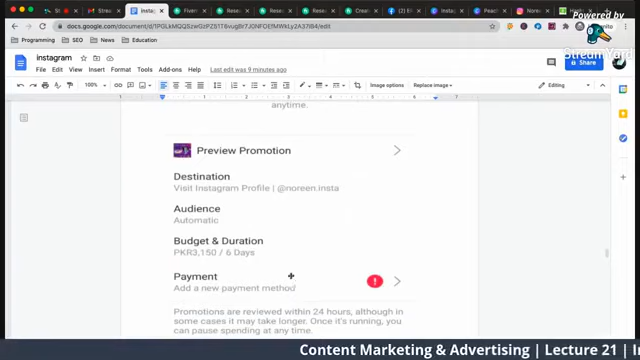 Powered by
StreamYard
docs.google.com/document/d/1PGLkMgXCUswGzPtZyp-79vug9r7J0NFmfKWLyA37l84/edit
Programming
SEO
News
Dubai
instagram
File Edit View Insert Format Tools Add-ons Help
Last edit was 9 minutes ago
Share
100%
Image options
Replace image
Editing
anytime.
Preview Promotion
Destination
Visit Instagram Profile | @noreen.insta
Audience
Automatic
Budget & Duration
PKR3,150 / 6 Days
Payment
Add a new payment method
Promotions are reviewed within 24 hours, although in
some cases it may take longer. Once it's running, you
can pause spending at any time.
Content Marketing & Advertising | Lecture 21 |